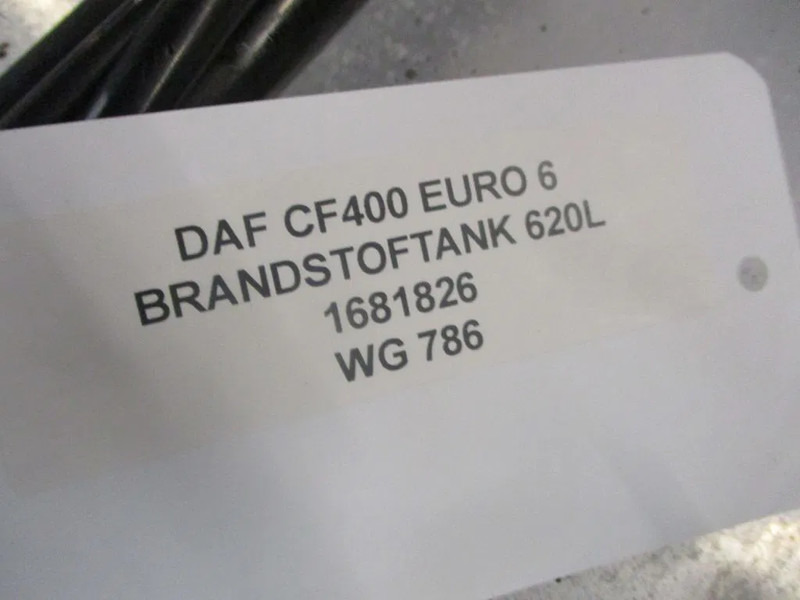 DAF CF400 EURO 6
BRANDSTOFTANK 620L
1681826
WG 786